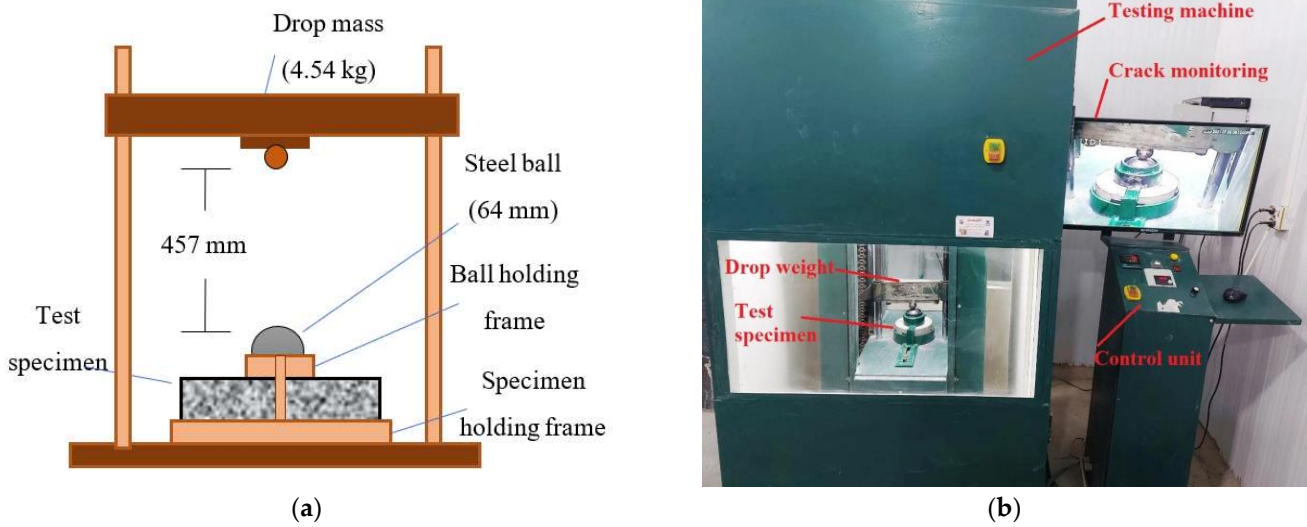 Drop mass
(4.54 kg)
Steel ball
(64 mm)
457 mm
Ball holding
frame
Test
specimen
Specimen
holding frame
(a)
Testing machine
Crack monitoring
Drop weight
Test
specimen
Control unit
(b)